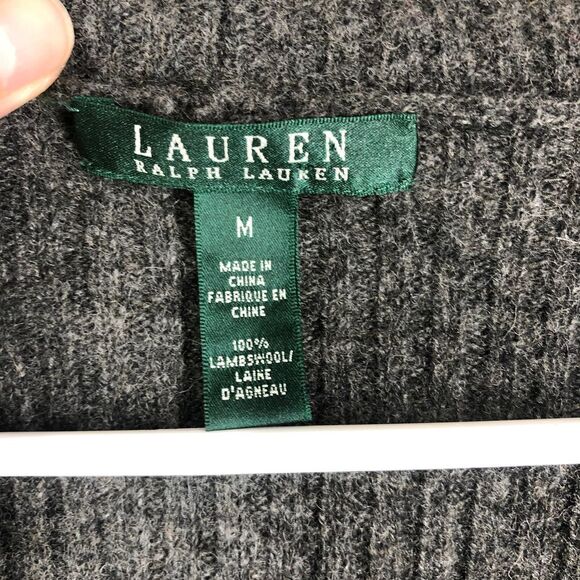 LAUREN
RALPH LAUREN
M
MADE IN
CHINA
FABRIQUE EN
CHINE
100%
LAMBSWOOL/
LAINE
D'AGNEAU